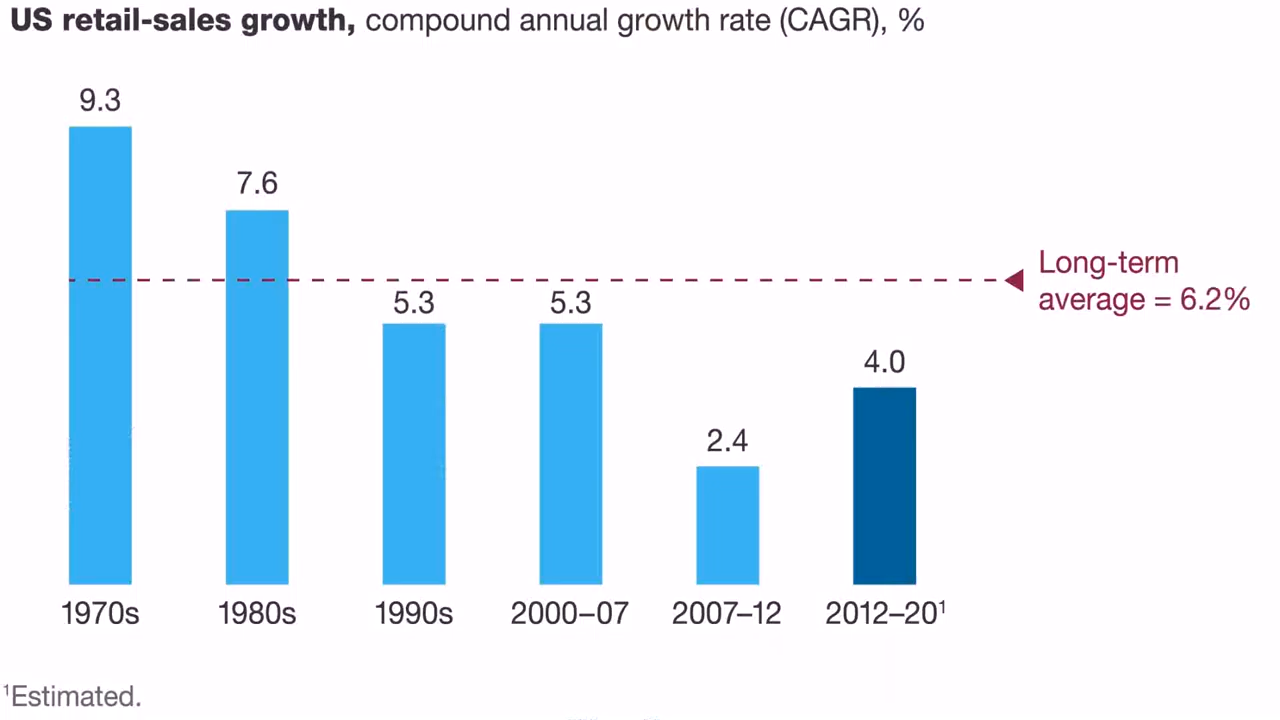 US retail-sales growth, compound annual growth rate (CAGR), %
9.3
7.6
5.3
5.3
2.4
4.0
Long-term
average = 6.2%
1970s
1980s
1990s
2000–07
2007–12
2012–20¹
¹Estimated.